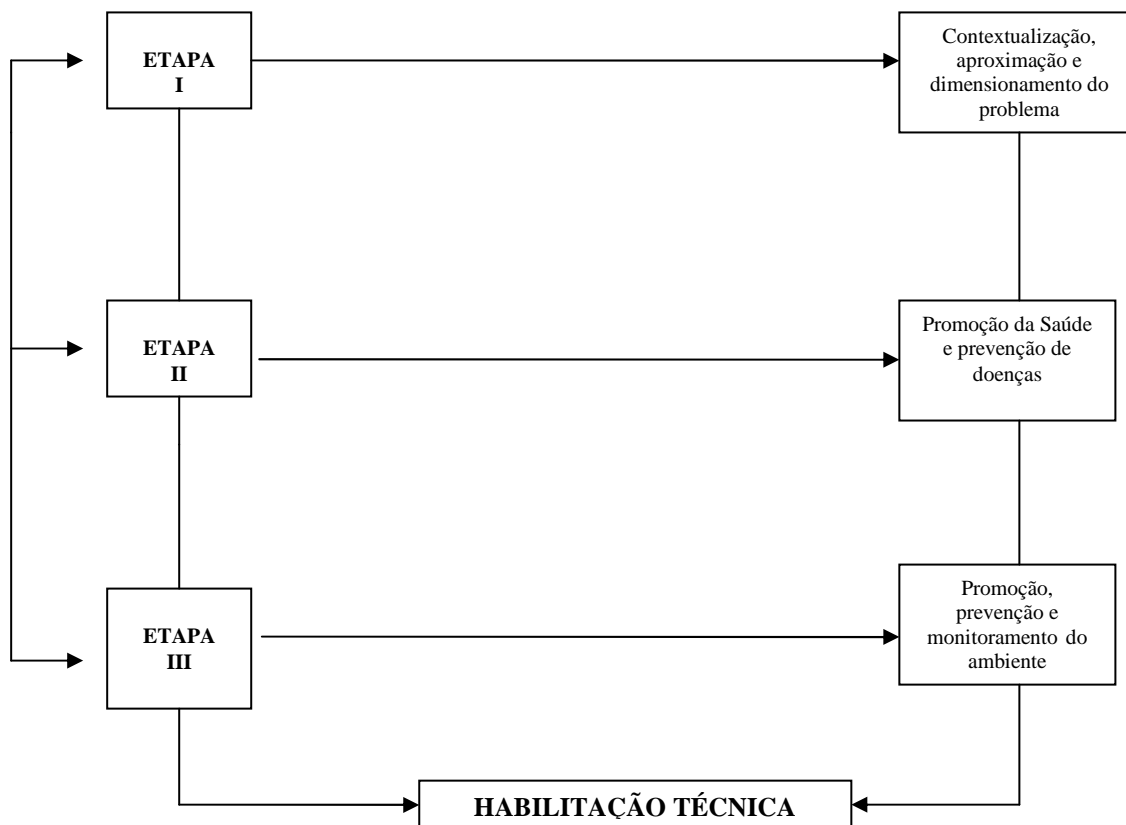 ETAPA
I
Contextualização,
aproximação e
dimensionamento do
problema
ETAPA
II
Promoção da Saúde
e prevenção de
doenças
ETAPA
III
Promoção,
prevenção e
monitoramento do
ambiente
HABILITAÇÃO TÉCNICA